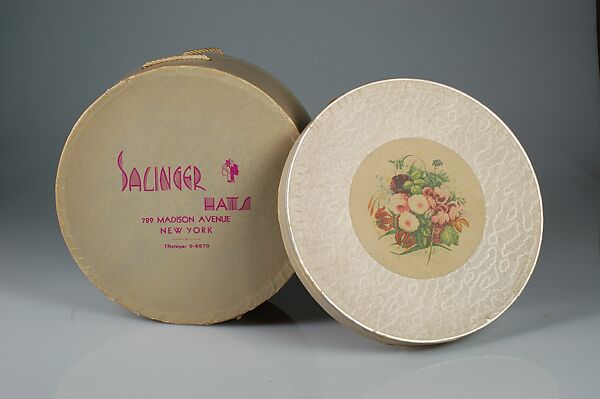 SALINGER
HATS
789 MADISON AVENUE
NEW YORK
TRafalgar 9-5870